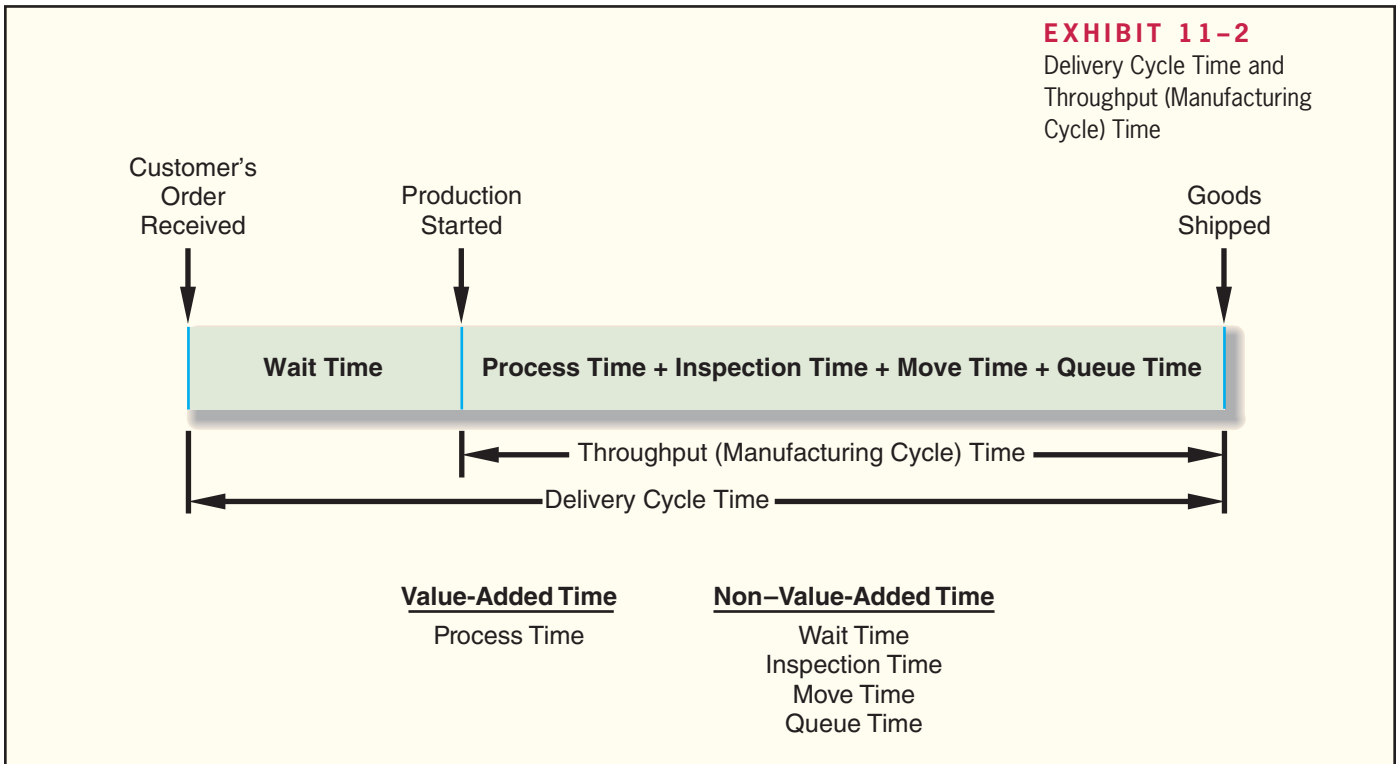 EXHIBIT 11–2
Delivery Cycle Time and
Throughput (Manufacturing
Cycle) Time
Customer's
Order
Received
Production
Started
Goods
Shipped
Wait Time
Process Time + Inspection Time + Move Time + Queue Time
Throughput (Manufacturing Cycle) Time
Delivery Cycle Time
Value-Added Time
Process Time
Non–Value-Added Time
Wait Time
Inspection Time
Move Time
Queue Time